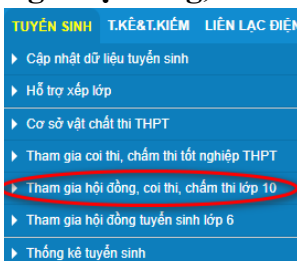 TUYỂN SINH T.KÊ&T.KIẾM LIÊN LẠC ĐIỆN
Cập nhật dữ liệu tuyển sinh
Hỗ trợ xếp lớp
Cơ sở vật chất thi THPT
Tham gia coi thi, chấm thi tốt nghiệp THPT
Tham gia hội đồng, coi thi, chấm thi lớp 10
Tham gia hội đồng tuyển sinh lớp 6
Thống kê tuyển sinh